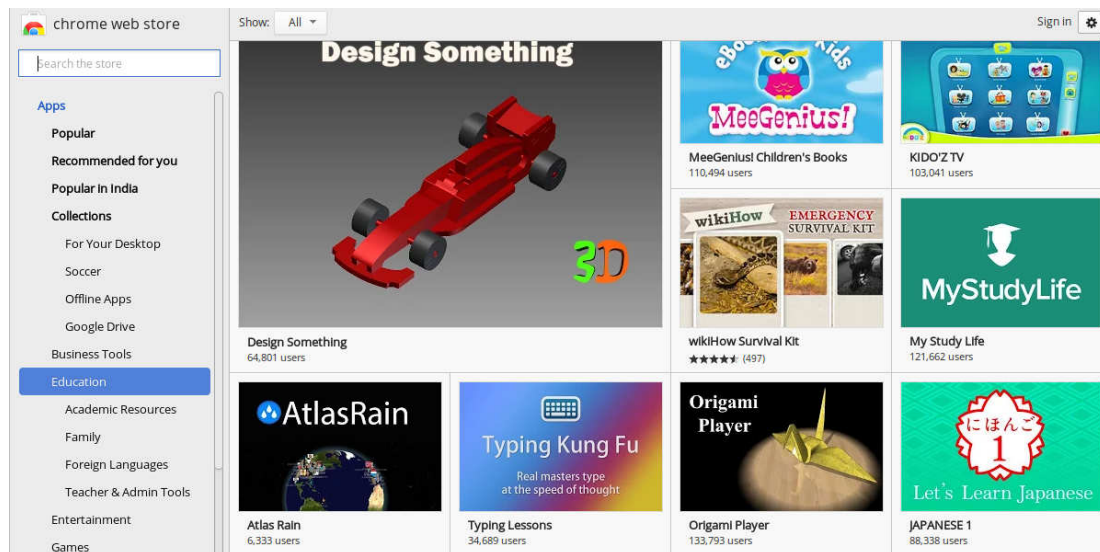 chrome web store
Search the store
Apps
Popular
Recommended for you
Popular in India
Collections
For Your Desktop
Soccer
Offline Apps
Google Drive
Business Tools
Education
Academic Resources
Family
Foreign Languages
Teacher & Admin Tools
Entertainment
Games
Show: All
Sign in
Design Something
3D
Design Something
64,801 users
eBooks Kids
MeeGenius!
MeeGenius! Children's Books
110,494 users
KIDO'Z TV
103,041 users
wikiHow EMERGENCY
SURVIVAL KIT
wikiHow Survival Kit
(497)
MyStudyLife
My Study Life
121,662 users
AtlasRain
Atlas Rain
6,333 users
Typing Kung Fu
Real masters type
at the speed of thought
Typing Lessons
34,689 users
Origami
Player
Origami Player
133,793 users
にほんご
1
Let's Learn Japanese
JAPANESE 1
88,338 users